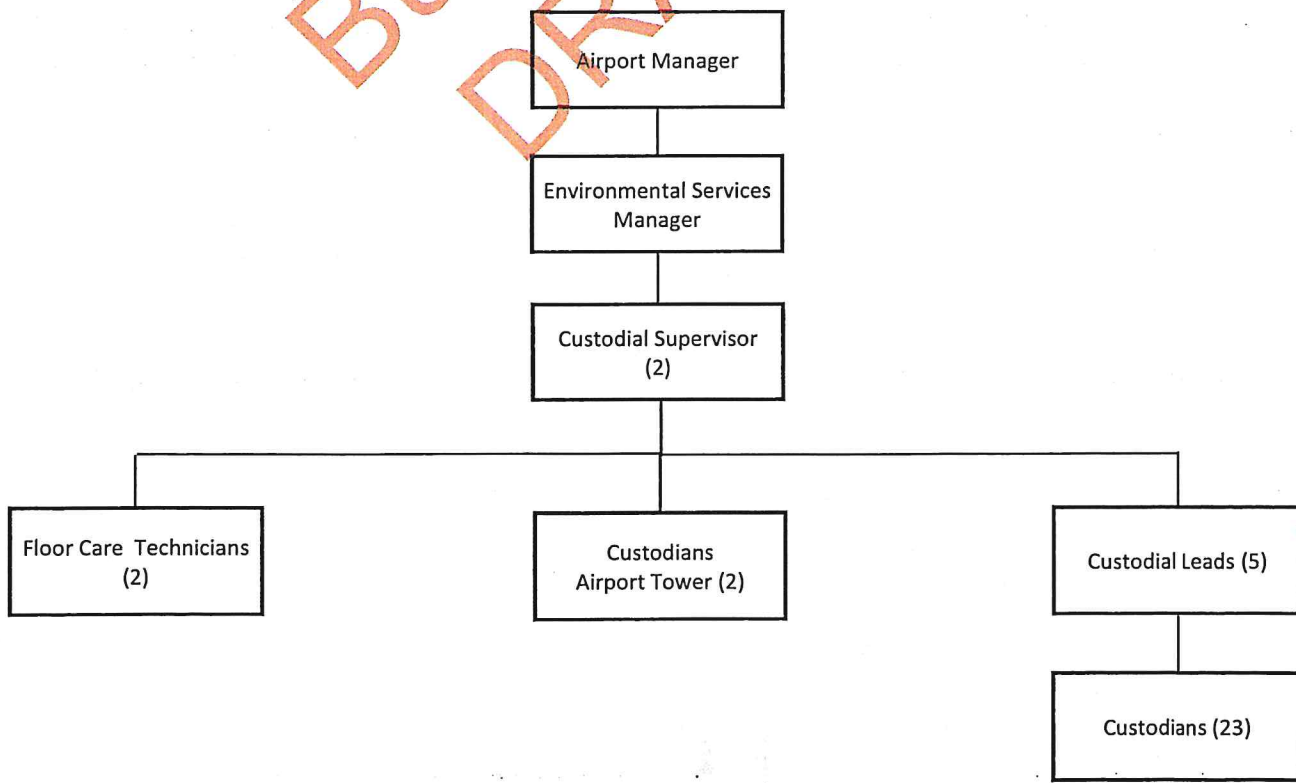 Airport Manager
Environmental Services
Manager
Custodial Supervisor
(2)
Floor Care Technicians
(2)
Custodians
Airport Tower (2)
Custodial Leads (5)
Custodians (23)